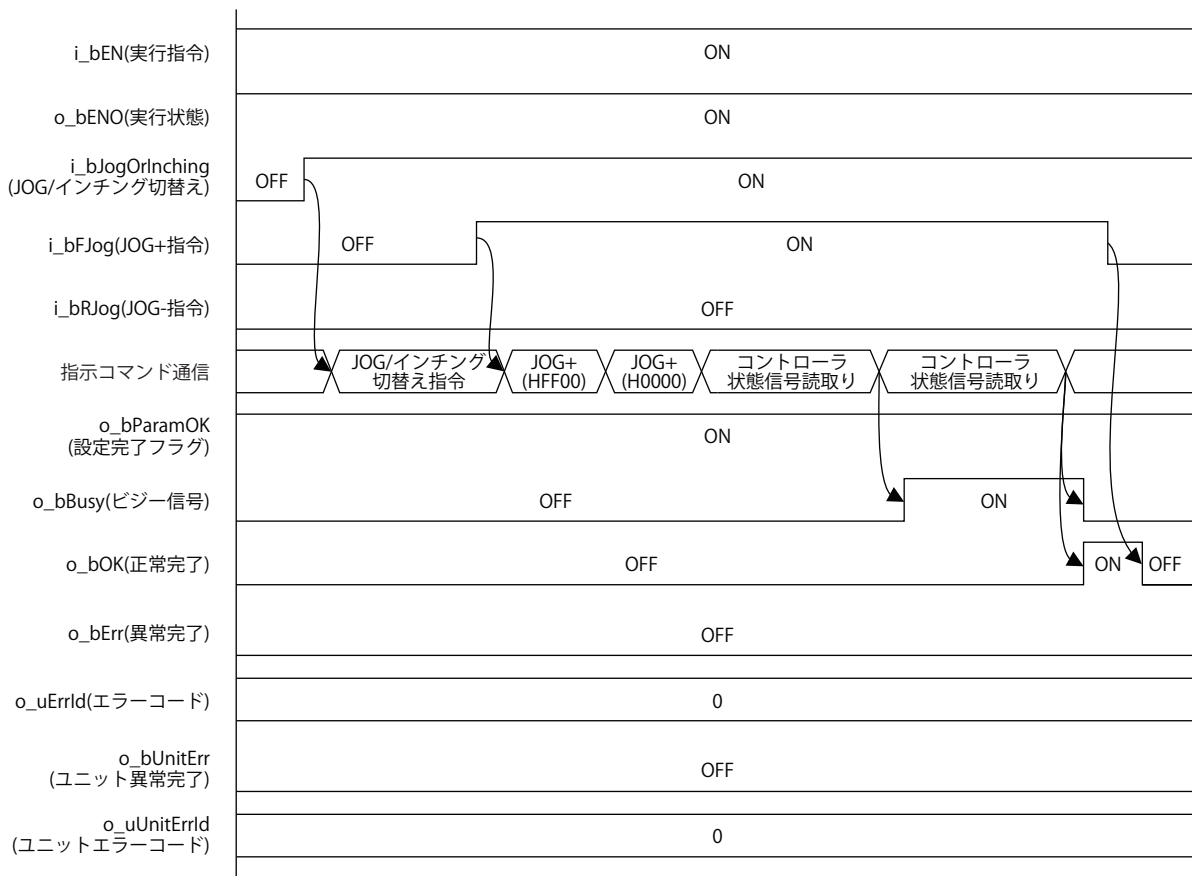 i_bEN(実行指令)
ON
o_bENO(実行状態)
ON
i_bJogOrInching
(JOG/インチング切替え)
OFF
ON
i_bFJog(JOG+指令)
OFF
ON
i_bRJog(JOG-指令)
OFF
指示コマンド通信
JOG/インチング
切替え指令
JOG+
(HFF00)
JOG+
(H0000)
コントローラ
状態信号読取り
コントローラ
状態信号読取り
o_bParamOK
(設定完了フラグ)
ON
o_bBusy(ビジー信号)
OFF
ON
o_bOK(正常完了)
OFF
ON
OFF
o_bErr(異常完了)
OFF
o_uErrId(エラーコード)
0
o_bUnitErr
(ユニット異常完了)
OFF
o_uUnitErrId
(ユニットエラーコード)
0